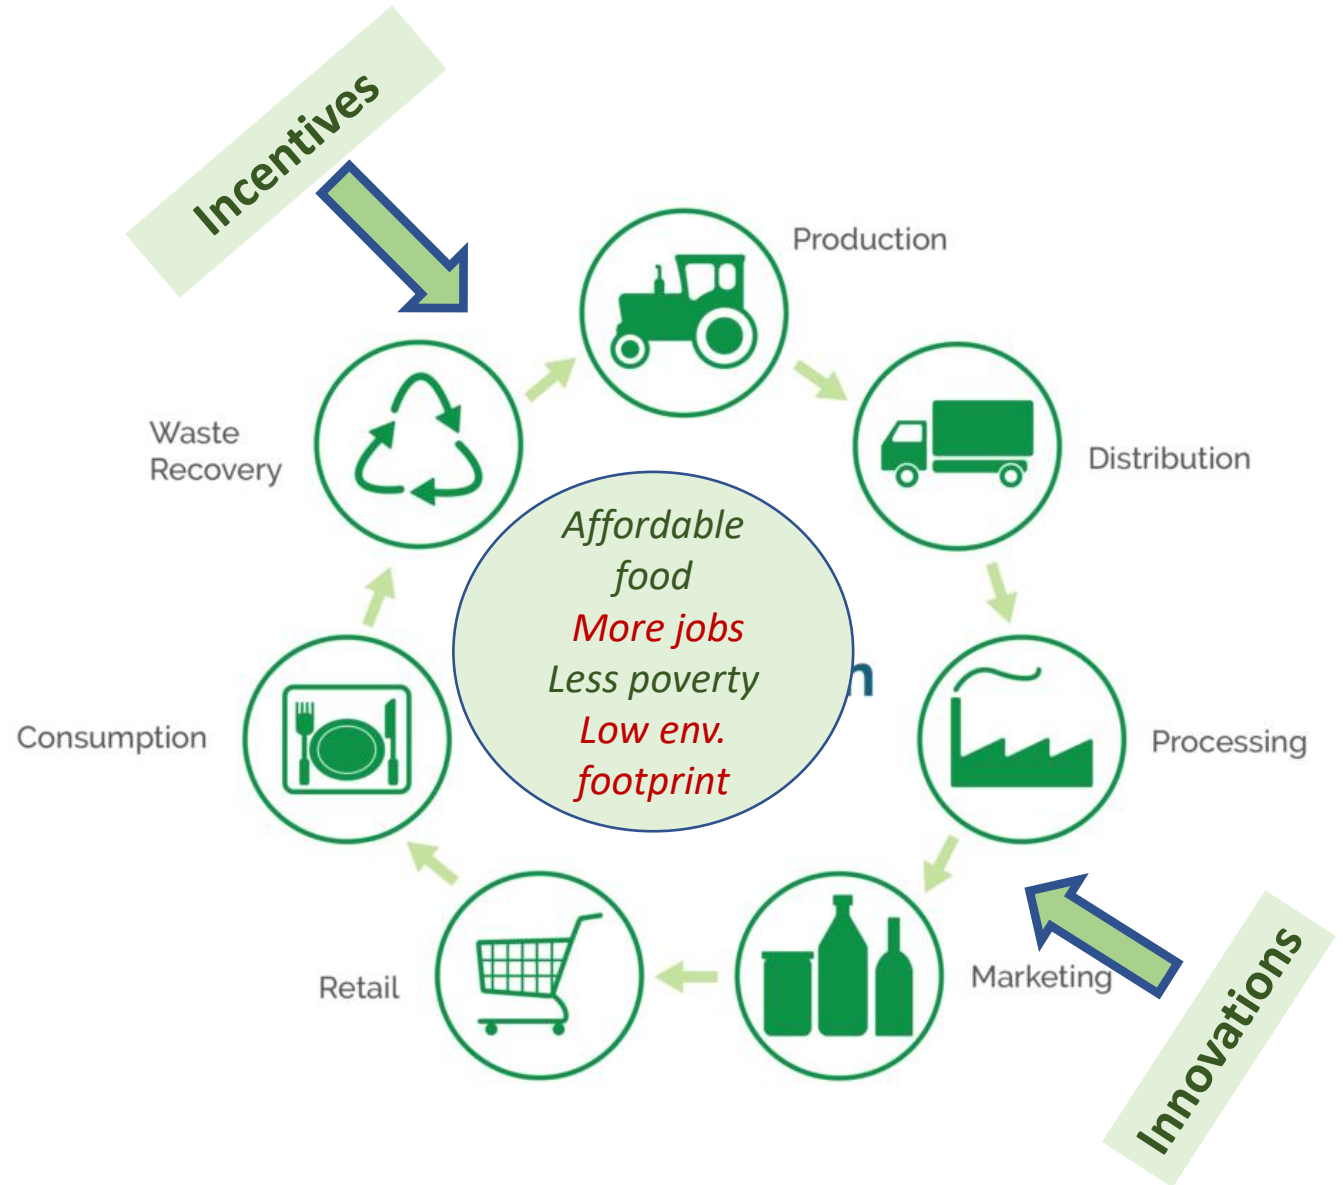 Incentives
Production
Waste
Recovery
Distribution
Affordable
food
More jobs
Less poverty
Low env.
footprint
n
Consumption
Processing
Retail
Marketing
Innovations